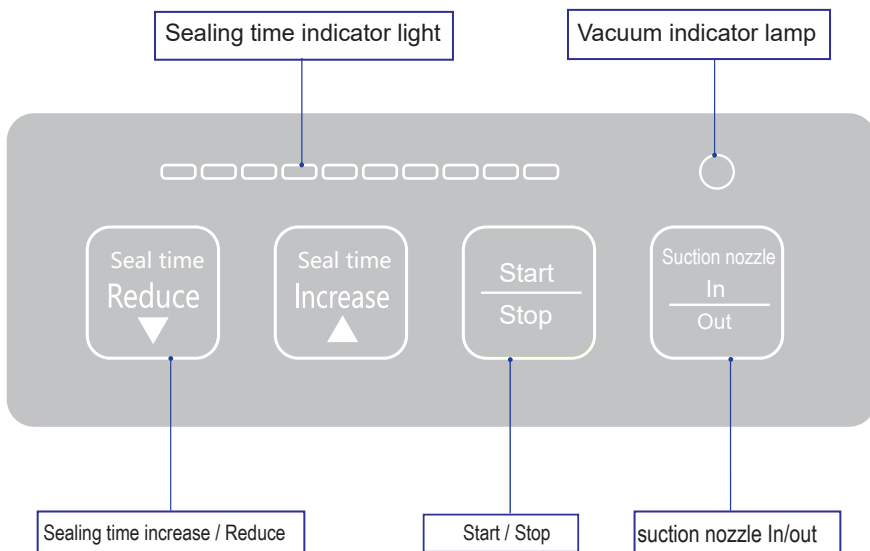 Sealing time indicator light
Vacuum indicator lamp
Seal time
Reduce
Seal time
Increase
Start
Stop
Suction nozzle
In
Out
Sealing time increase / Reduce
Start / Stop
suction nozzle In/out